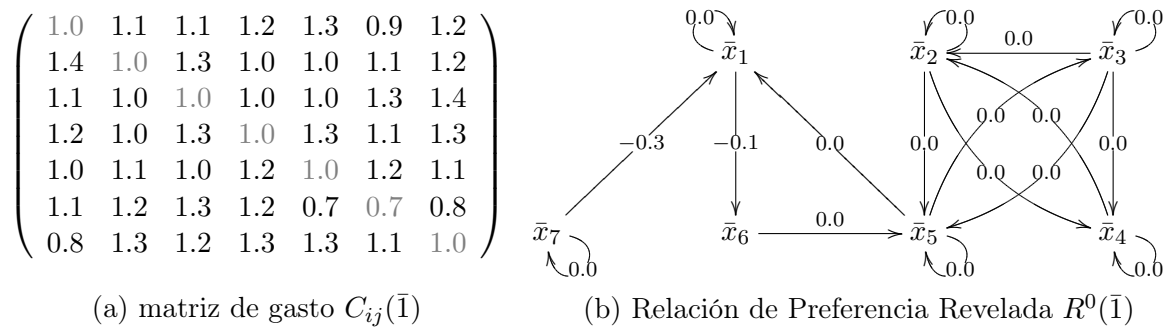 1.0 1.1 1.1 1.2 1.3 0.9 1.2
1.4 1.0 1.3 1.0 1.0 1.1 1.2
1.1 1.0 1.0 1.0 1.0 1.3 1.4
1.2 1.0 1.3 1.0 1.3 1.1 1.3
1.0 1.1 1.0 1.2 1.0 1.2 1.1
1.1 1.2 1.3 1.2 0.7 0.7 0.8
0.8 1.3 1.2 1.3 1.3 1.1 1.0
(a) matriz de gasto C_{ij}(1̄)
0.0 0.0 0.0
0.0
x̄₁ x̄₂ x̄₃
0.0 0.0
−0.3 −0.1 0.0 0.0 0.0
0.0 0.0
0.0
x̄₇ x̄₆ x̄₅ x̄₄
0.0 0.0 0.0
(b) Relación de Preferencia Revelada R⁰(1̄)